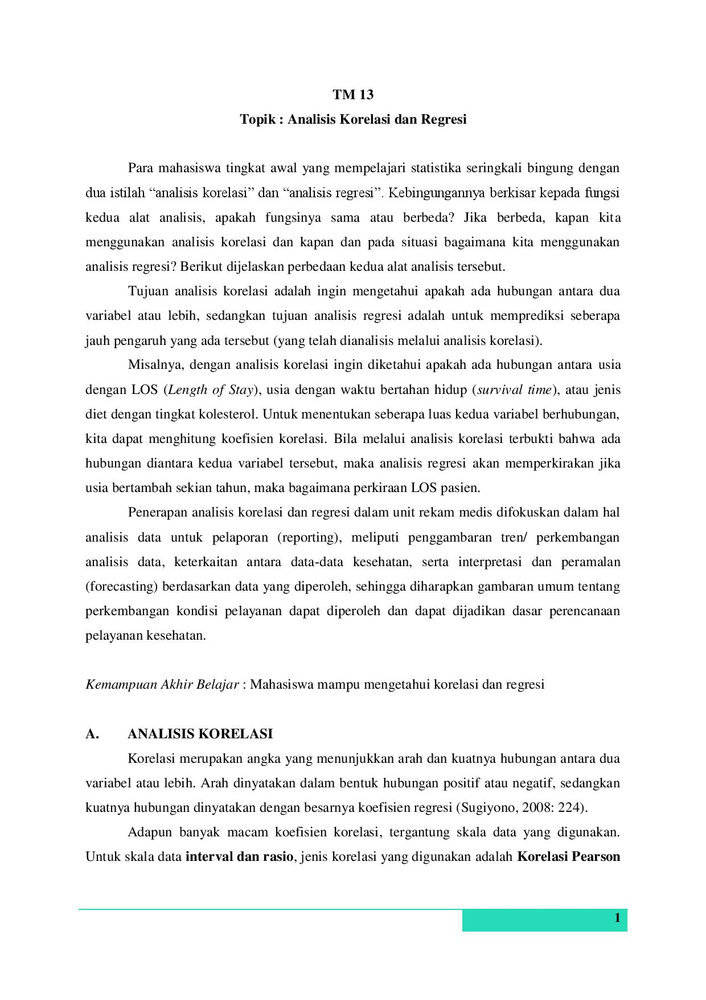 TM 13
Topik : Analisis Korelasi dan Regresi
Para mahasiswa tingkat awal yang mempelajari statistika seringkali bingung dengan
dua istilah “analisis korelasi” dan “analisis regresi”. Kebingungannya berkisar kepada fungsi
kedua alat analisis, apakah fungsinya sama atau berbeda? Jika berbeda, kapan kita
menggunakan analisis korelasi dan kapan dan pada situasi bagaimana kita menggunakan
analisis regresi? Berikut dijelaskan perbedaan kedua alat analisis tersebut.
Tujuan analisis korelasi adalah ingin mengetahui apakah ada hubungan antara dua
variabel atau lebih, sedangkan tujuan analisis regresi adalah untuk memprediksi seberapa
jauh pengaruh yang ada tersebut (yang telah dianalisis melalui analisis korelasi).
Misalnya, dengan analisis korelasi ingin diketahui apakah ada hubungan antara usia
dengan LOS (Length of Stay), usia dengan waktu bertahan hidup (survival time), atau jenis
diet dengan tingkat kolesterol. Untuk menentukan seberapa luas kedua variabel berhubungan,
kita dapat menghitung koefisien korelasi. Bila melalui analisis korelasi terbukti bahwa ada
hubungan diantara kedua variabel tersebut, maka analisis regresi akan memperkirakan jika
usia bertambah sekian tahun, maka bagaimana perkiraan LOS pasien.
Penerapan analisis korelasi dan regresi dalam unit rekam medis difokuskan dalam hal
analisis data untuk pelaporan (reporting), meliputi penggambaran tren/ perkembangan
analisis data, keterkaitan antara data-data kesehatan, serta interpretasi dan peramalan
(forecasting) berdasarkan data yang diperoleh, sehingga diharapkan gambaran umum tentang
perkembangan kondisi pelayanan dapat diperoleh dan dapat dijadikan dasar perencanaan
pelayanan kesehatan.
Kemampuan Akhir Belajar : Mahasiswa mampu mengetahui korelasi dan regresi
A. ANALISIS KORELASI
Korelasi merupakan angka yang menunjukkan arah dan kuatnya hubungan antara dua
variabel atau lebih. Arah dinyatakan dalam bentuk hubungan positif atau negatif, sedangkan
kuatnya hubungan dinyatakan dengan besarnya koefisien regresi (Sugiyono, 2008: 224).
Adapun banyak macam koefisien korelasi, tergantung skala data yang digunakan.
Untuk skala data interval dan rasio, jenis korelasi yang digunakan adalah Korelasi Pearson
1